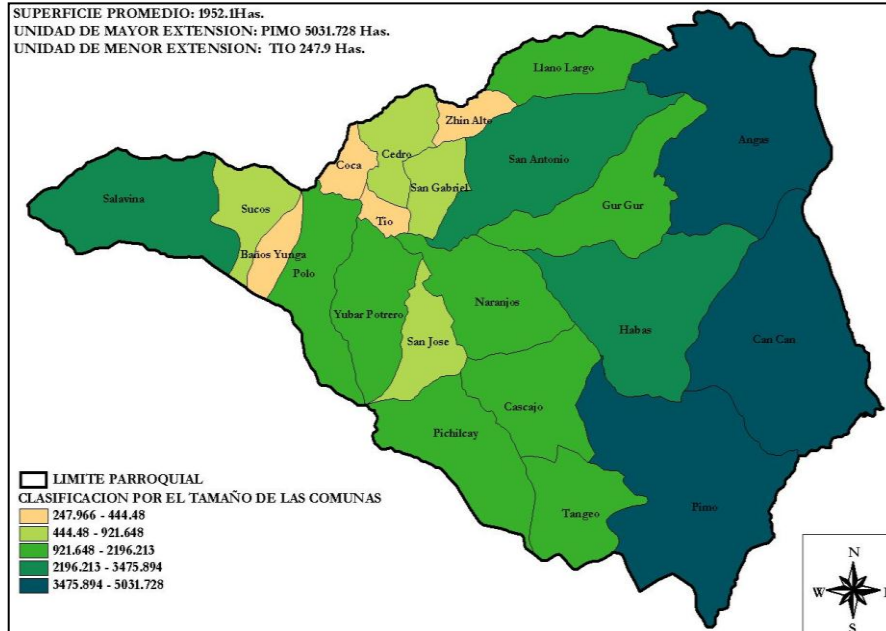 SUPERFICIE PROMEDIO: 1952.1Has.
UNIDAD DE MAYOR EXTENSION: PIMO 5031.728 Has.
UNIDAD DE MENOR EXTENSION: TIO 247.9 Has.
Llano Largo
Zhin Alto
Angas
Cedro
Coca
San Antonio
San Gabriel
Salavina
Sucos
Gur Gur
Tio
Baños Yunga
Polo
Naranjos
Yubar Potrero
Habas
San Jose
Can Can
Cascajo
Pichilcay
Pimo
Tangeo
LIMITE PARROQUIAL
CLASIFICACION POR EL TAMAÑO DE LAS COMUNAS
247.966 - 444.48
444.48 - 921.648
921.648 - 2196.213
2196.213 - 3475.894
3475.894 - 5031.728
N
W
S